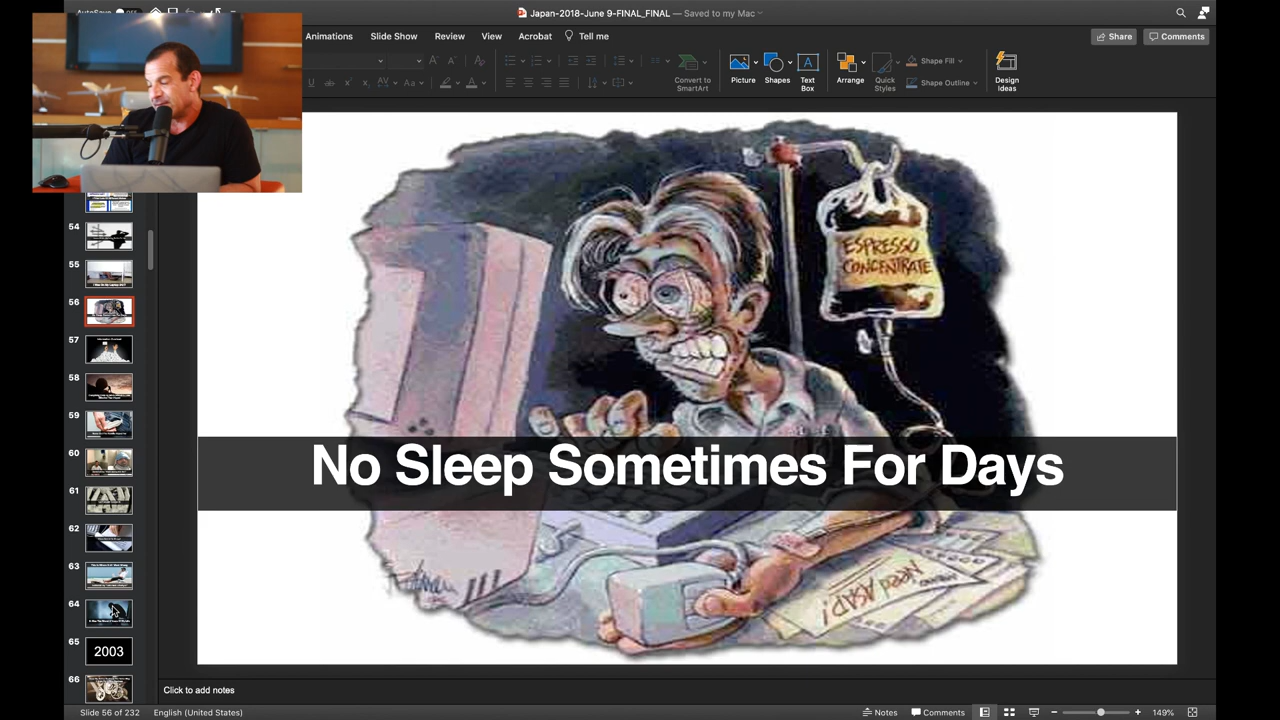 AutoSave OFF
Japan-2018-June 9-FINAL_FINAL — Saved to my Mac
Animations Slide Show Review View Acrobat Tell me
Share Comments
Convert to SmartArt
Picture
Shapes
Text Box
Arrange
Quick Styles
Shape Fill
Shape Outline
Design Ideas
54
55
56
57
58
59
60
61
62
63
64
65
2003
66
ESPRESSO
CONCENTRATE
No Sleep Sometimes For Days
Need ASAP!
Click to add notes
Slide 56 of 232 English (United States) Notes Comments 149%